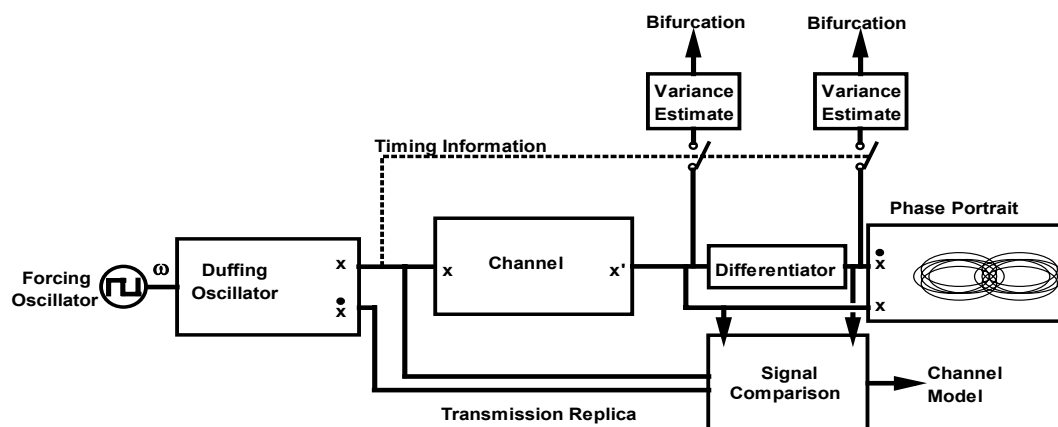 Bifurcation
Bifurcation
Variance
Estimate
Variance
Estimate
Timing Information
Phase Portrait
Forcing
Oscillator
ω
Duffing
Oscillator
x
ẋ
x
Channel
x'
Differentiator
ẋ
x
Signal
Comparison
Channel
Model
Transmission Replica